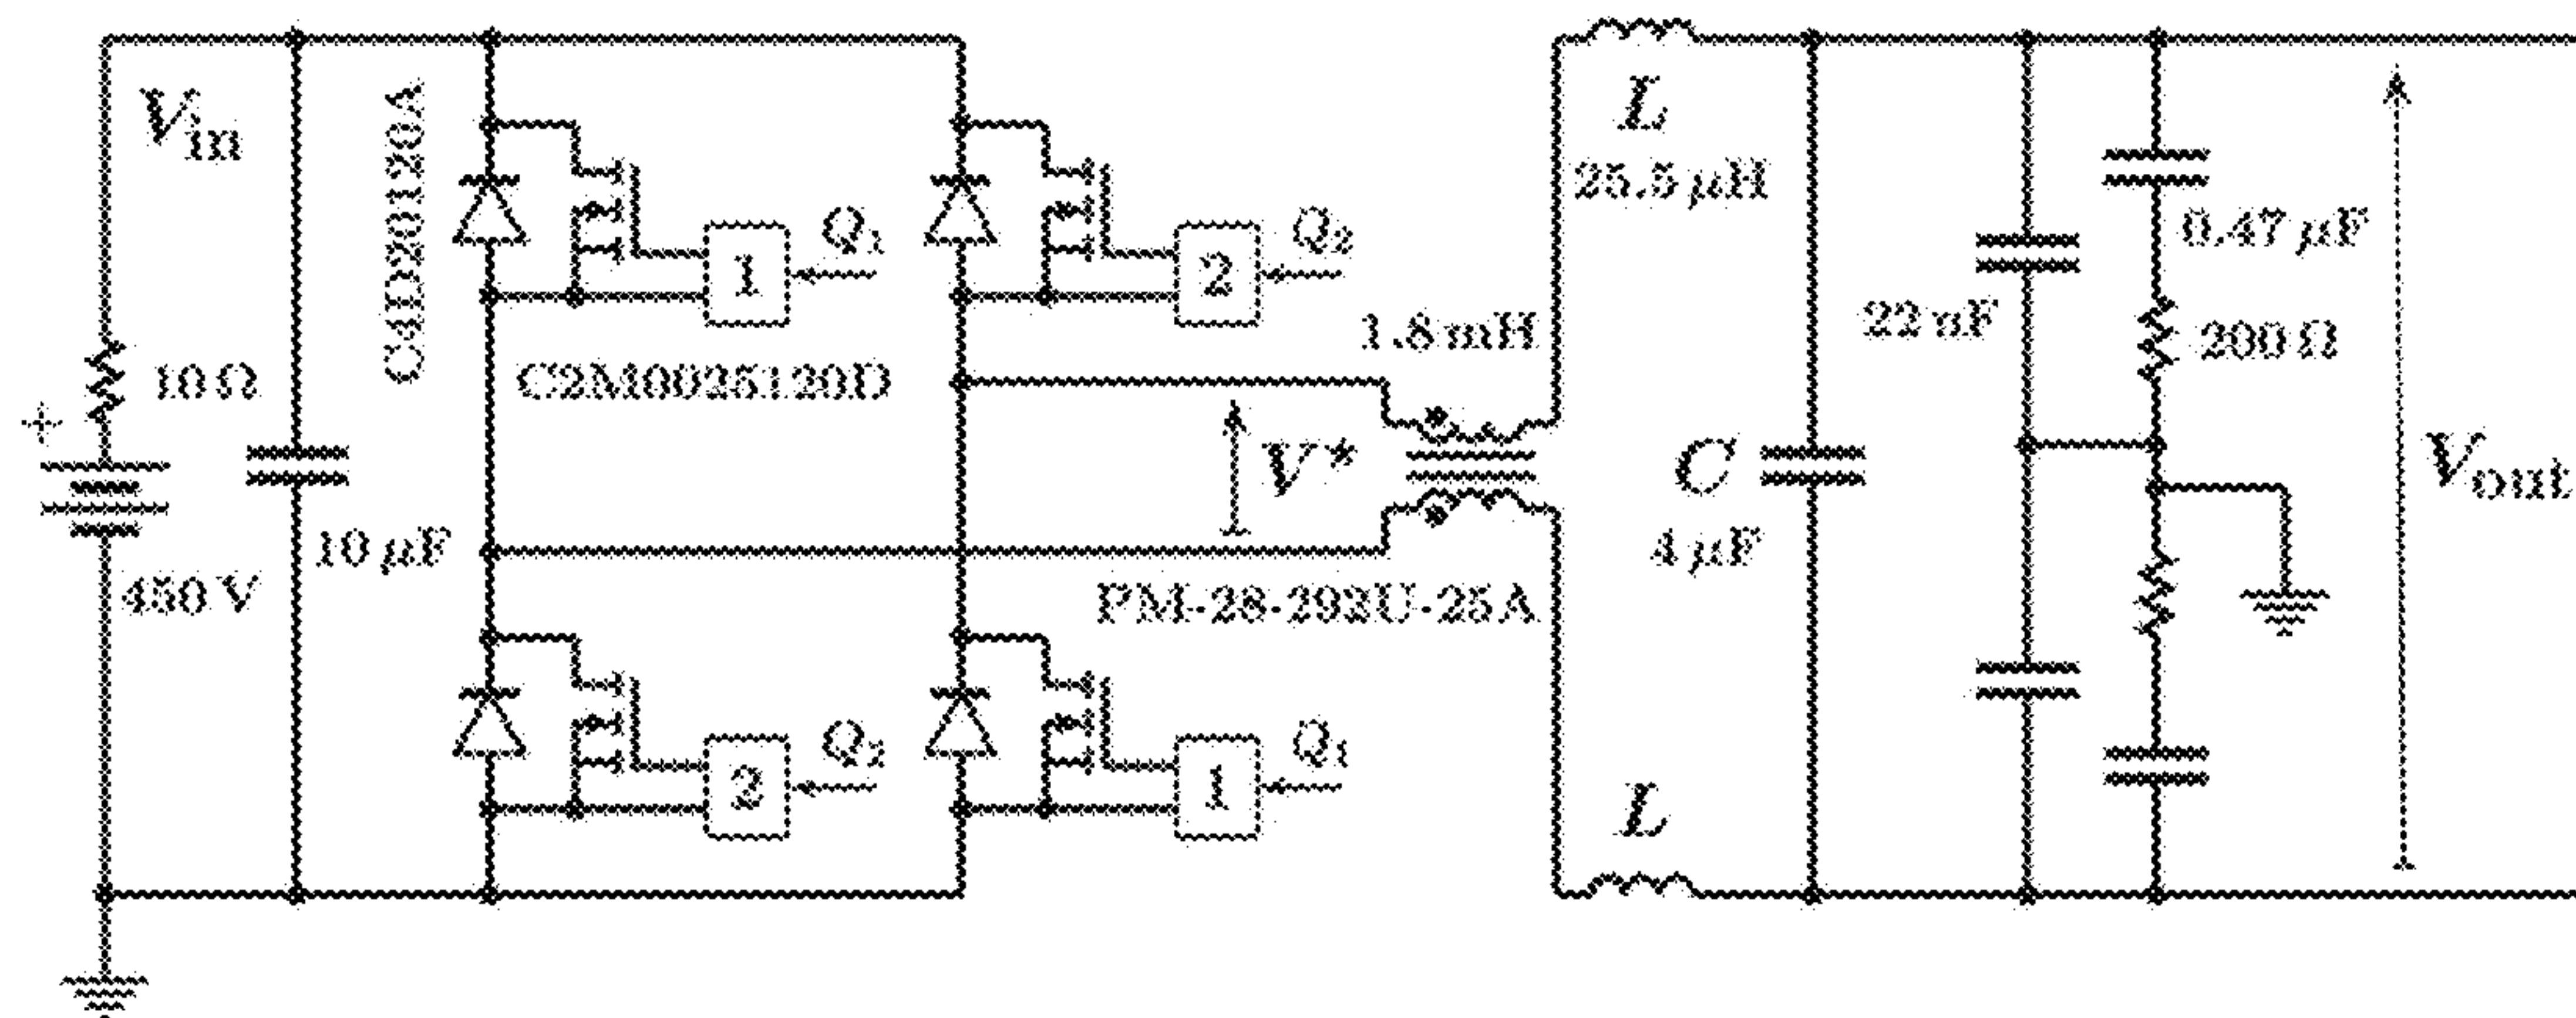 V_in
C4D20120A
10 Ω
+
450 V
10 μF
1
Q_1
2
Q_2
C2M0025120D
2
Q_2
1
Q_1
V*
1.8 mH
PM-28-292U-25A
L
25.5 μH
L
C
4 μF
22 nF
0.47 μF
200 Ω
V_out